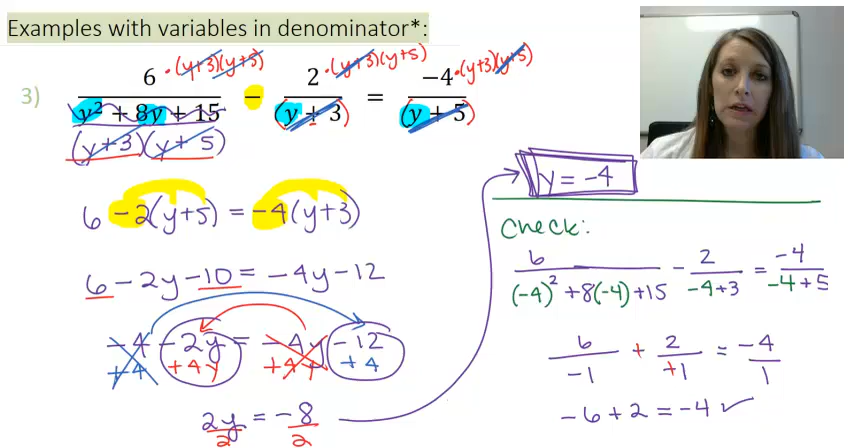 Examples with variables in denominator*:
3) 6 •(y+3)(y+5) / y² + 8y + 15 − 2 •(y+3)(y+5) / (y + 3) = −4 •(y+3)(y+5) / (y + 5)
(y+3)(y+5)
6 −2(y+5) = −4(y+3)
6 − 2y − 10 = −4y − 12
−4 − 2y = −4y − 12
+4 +4y +4y +4
2y = −8
2 2
y = −4
Check:
6 / (−4)² + 8(−4) + 15 − 2 / −4+3 = −4 / −4+5
6 / −1 + 2 / +1 = −4 / 1
−6 + 2 = −4 ✓